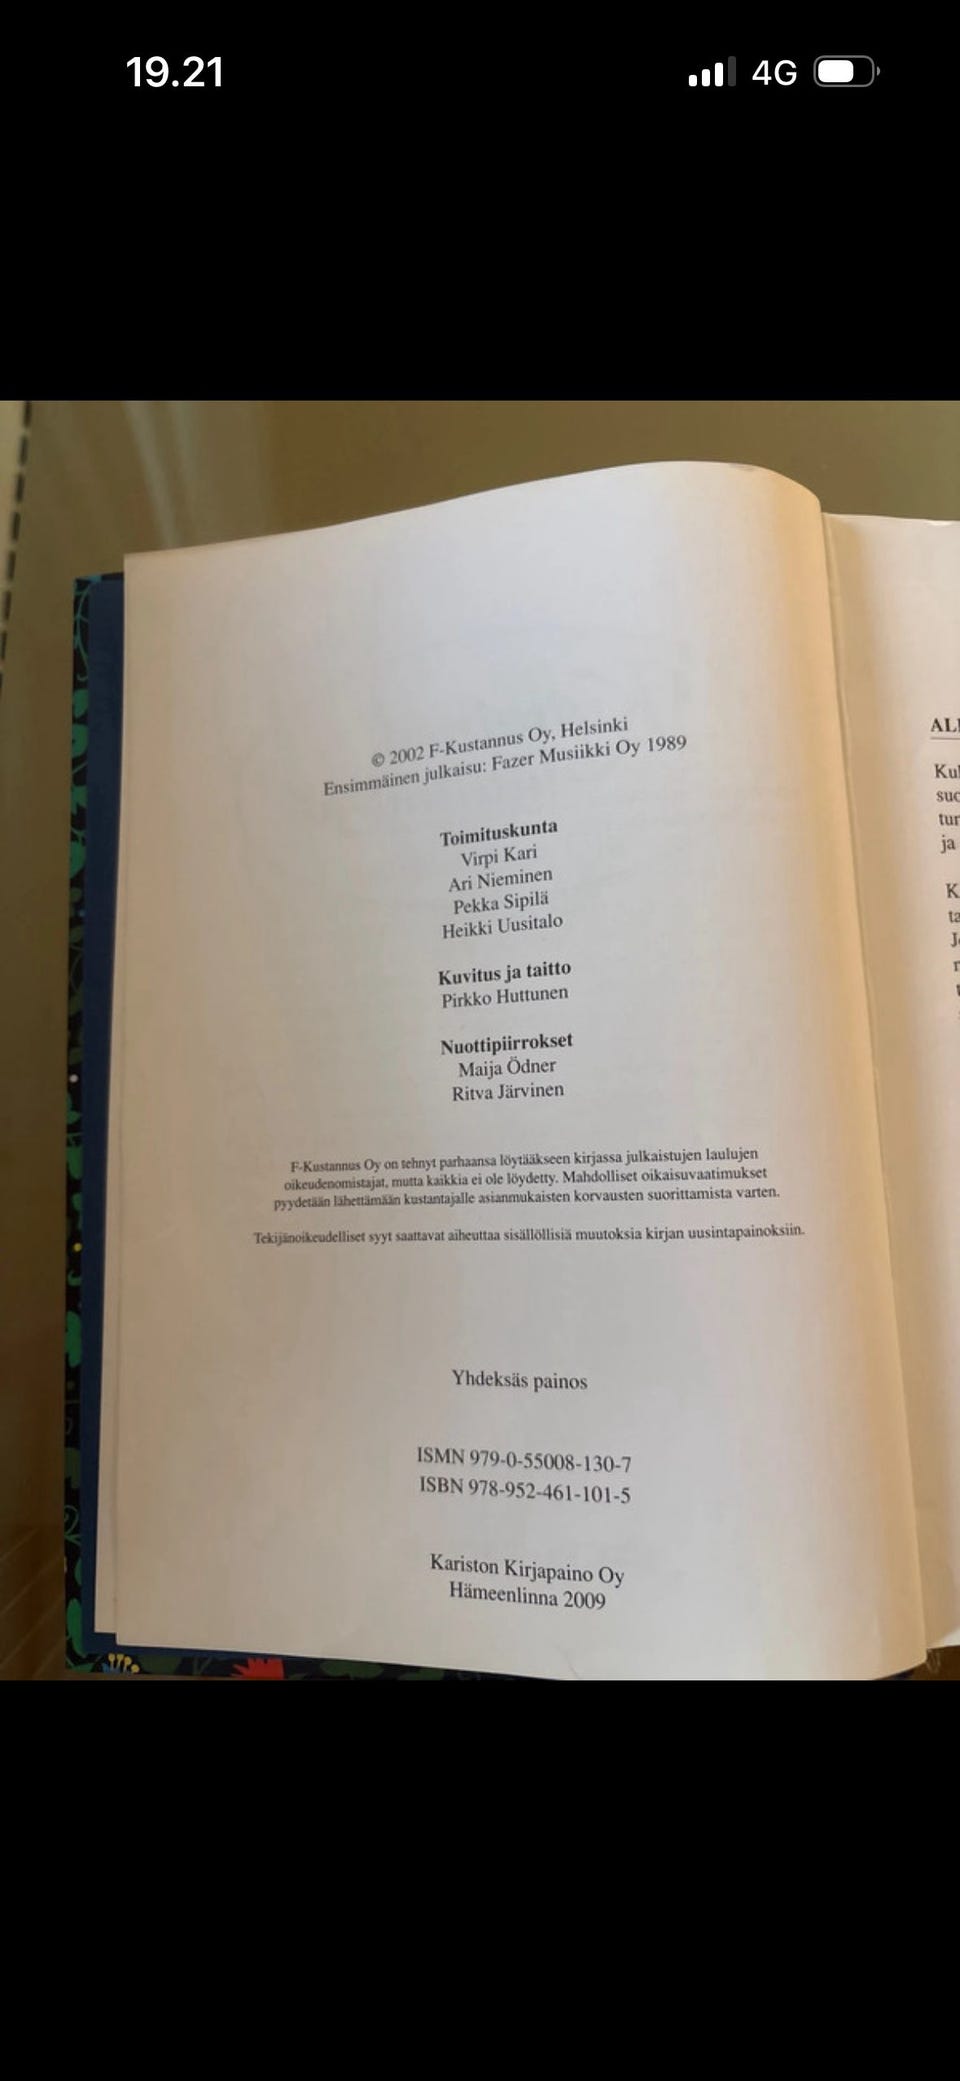 19.21
4G
© 2002 F-Kustannus Oy, Helsinki
Ensimmäinen julkaisu: Fazer Musiikki Oy 1989
Toimituskunta
Virpi Kari
Ari Nieminen
Pekka Sipilä
Heikki Uusitalo
Kuvitus ja taitto
Pirkko Huttunen
Nuottipiirrokset
Maija Ödner
Ritva Järvinen
F-Kustannus Oy on tehnyt parhaansa löytääkseen kirjassa julkaistujen laulujen
oikeudenomistajat, mutta kaikkia ei ole löydetty. Mahdolliset oikaisuvaatimukset
pyydetään lähettämään kustantajalle asianmukaisten korvausten suorittamista varten.
Tekijänoikeudelliset syyt saattavat aiheuttaa sisällöllisiä muutoksia kirjan uusintapainoksiin.
Yhdeksäs painos
ISMN 979-0-55008-130-7
ISBN 978-952-461-101-5
Kariston Kirjapaino Oy
Hämeenlinna 2009
ja